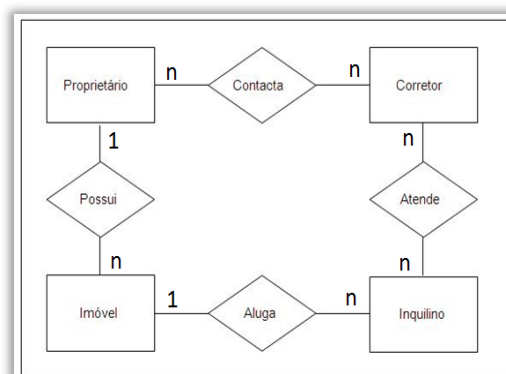 Proprietário n Contacta n Corretor
1 n
Possui Atende
n n
Imóvel 1 Aluga n Inquilino